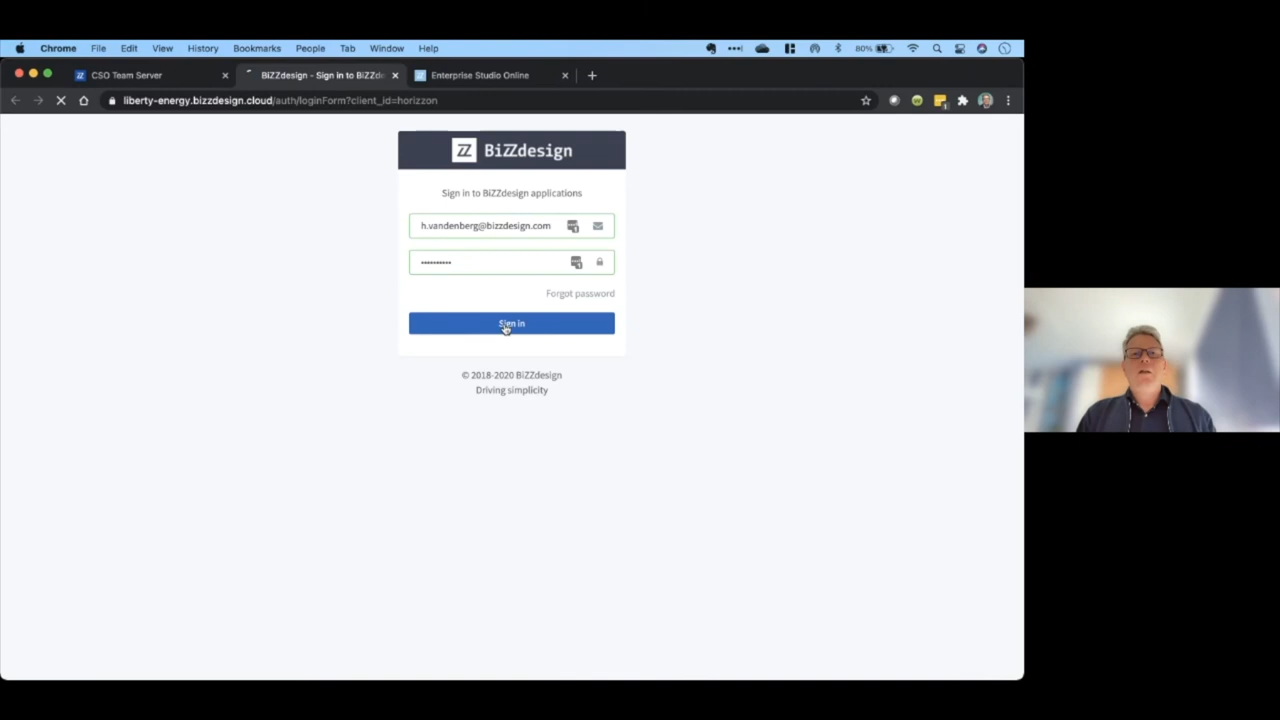 Chrome File Edit View History Bookmarks People Tab Window Help 80%
CSO Team Server
BiZZdesign - Sign in to BiZZde
Enterprise Studio Online
liberty-energy.bizzdesign.cloud/auth/loginForm?client_id=horizzon
BiZZdesign
Sign in to BiZZdesign applications
h.vandenberg@bizzdesign.com
••••••••••
Forgot password
Sign in
© 2018-2020 BiZZdesign
Driving simplicity